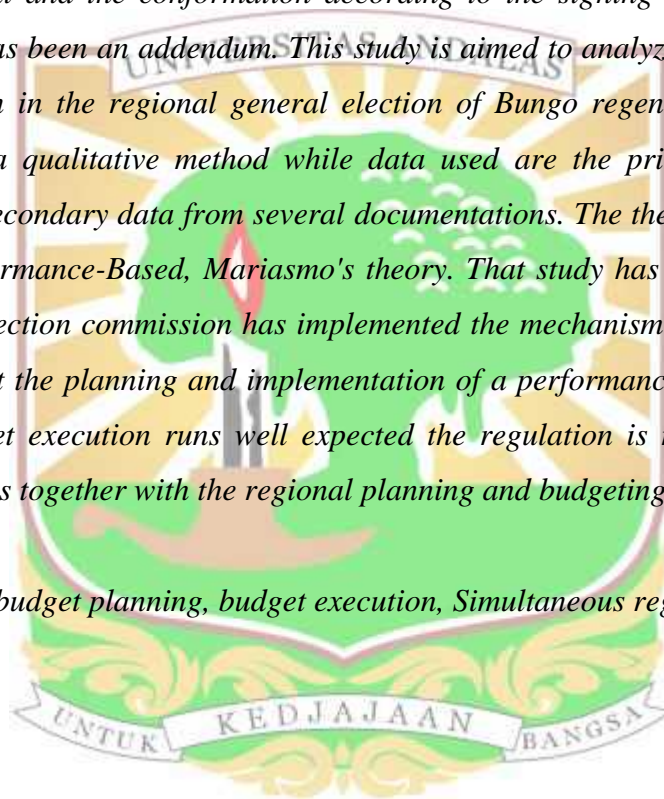 and the conformation according to the signing
been an addendum. This study is aimed to analyz
UNIVERSITAS ANDALAS
in the regional general election of Bungo regen
a qualitative method while data used are the pri
econdary data from several documentations. The the
ormance-Based, Mariasmo's theory. That study has
ection commission has implemented the mechanism
t the planning and implementation of a performanc
et execution runs well expected the regulation is
s together with the regional planning and budgeting
budget planning, budget execution, Simultaneous reg
UNTUK KEDJAJAAN BANGSA